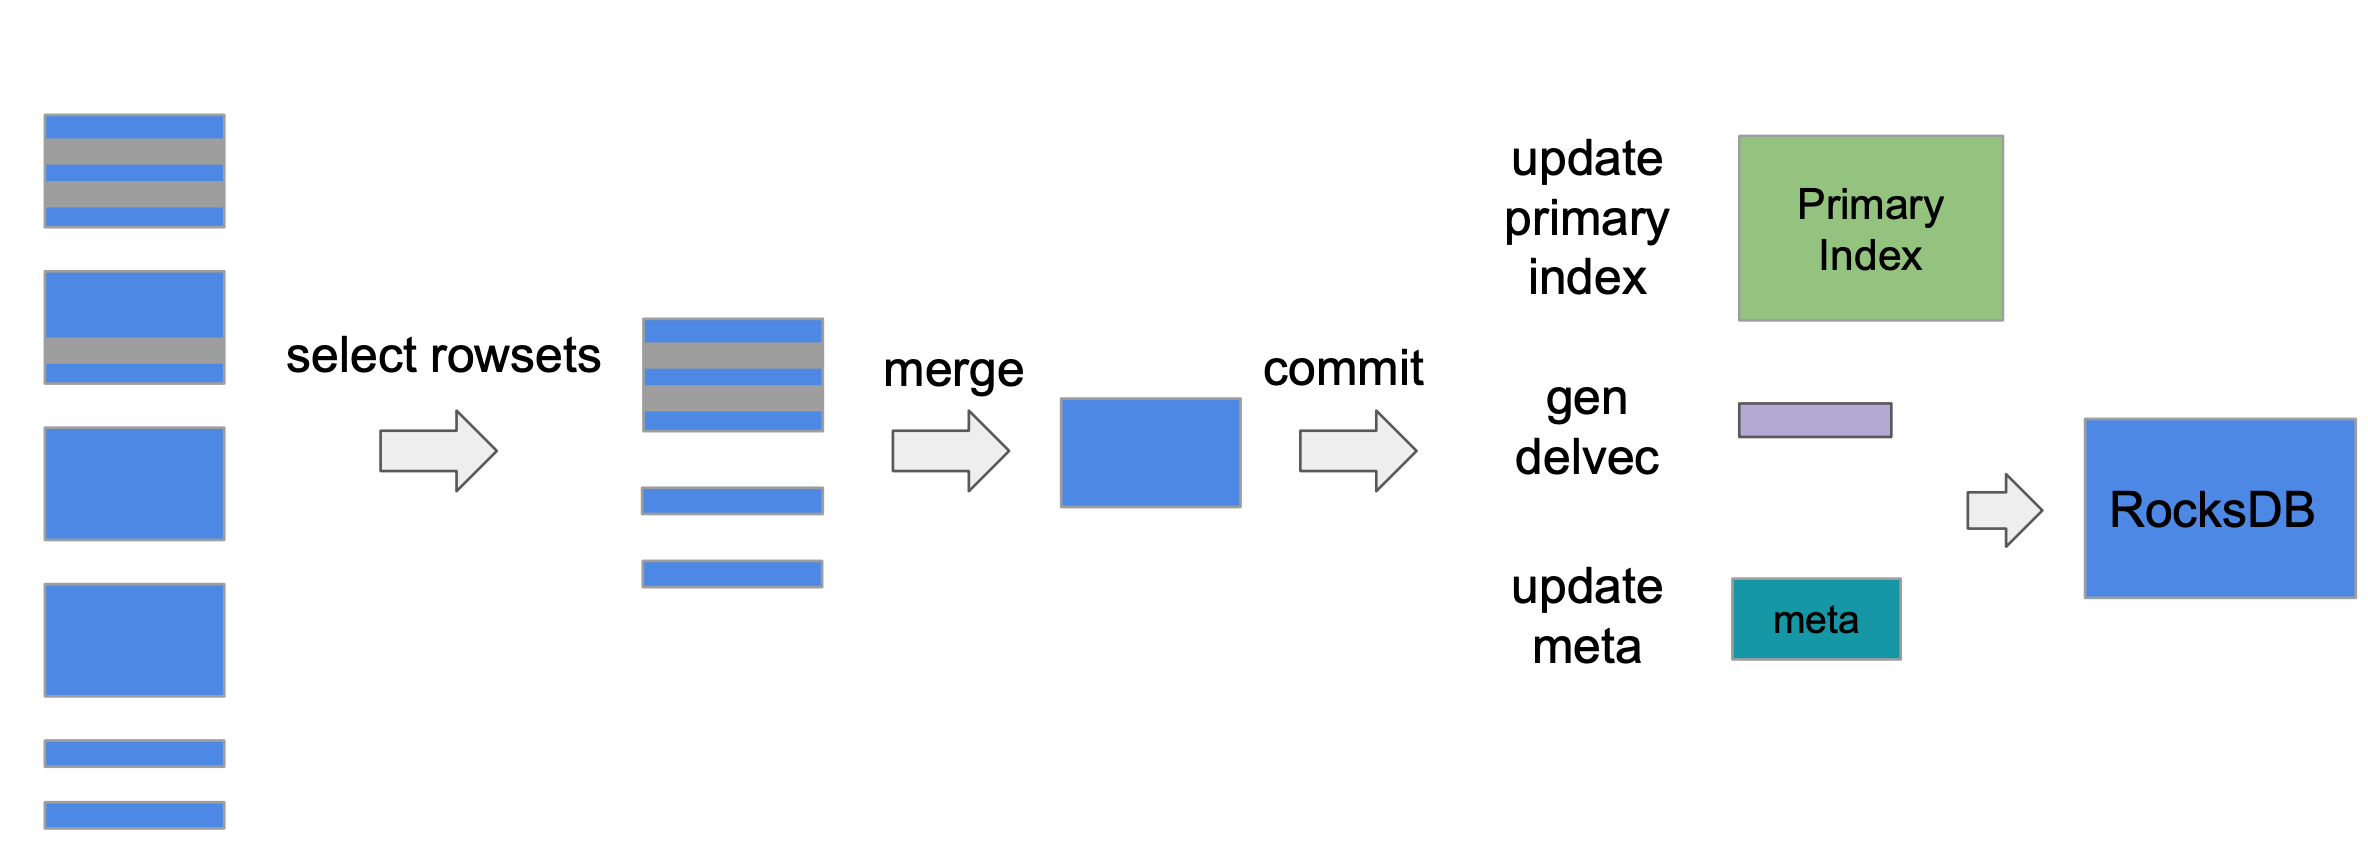 select rowsets
merge
commit
update
primary
index
Primary
Index
gen
delvec
update
meta
meta
RocksDB